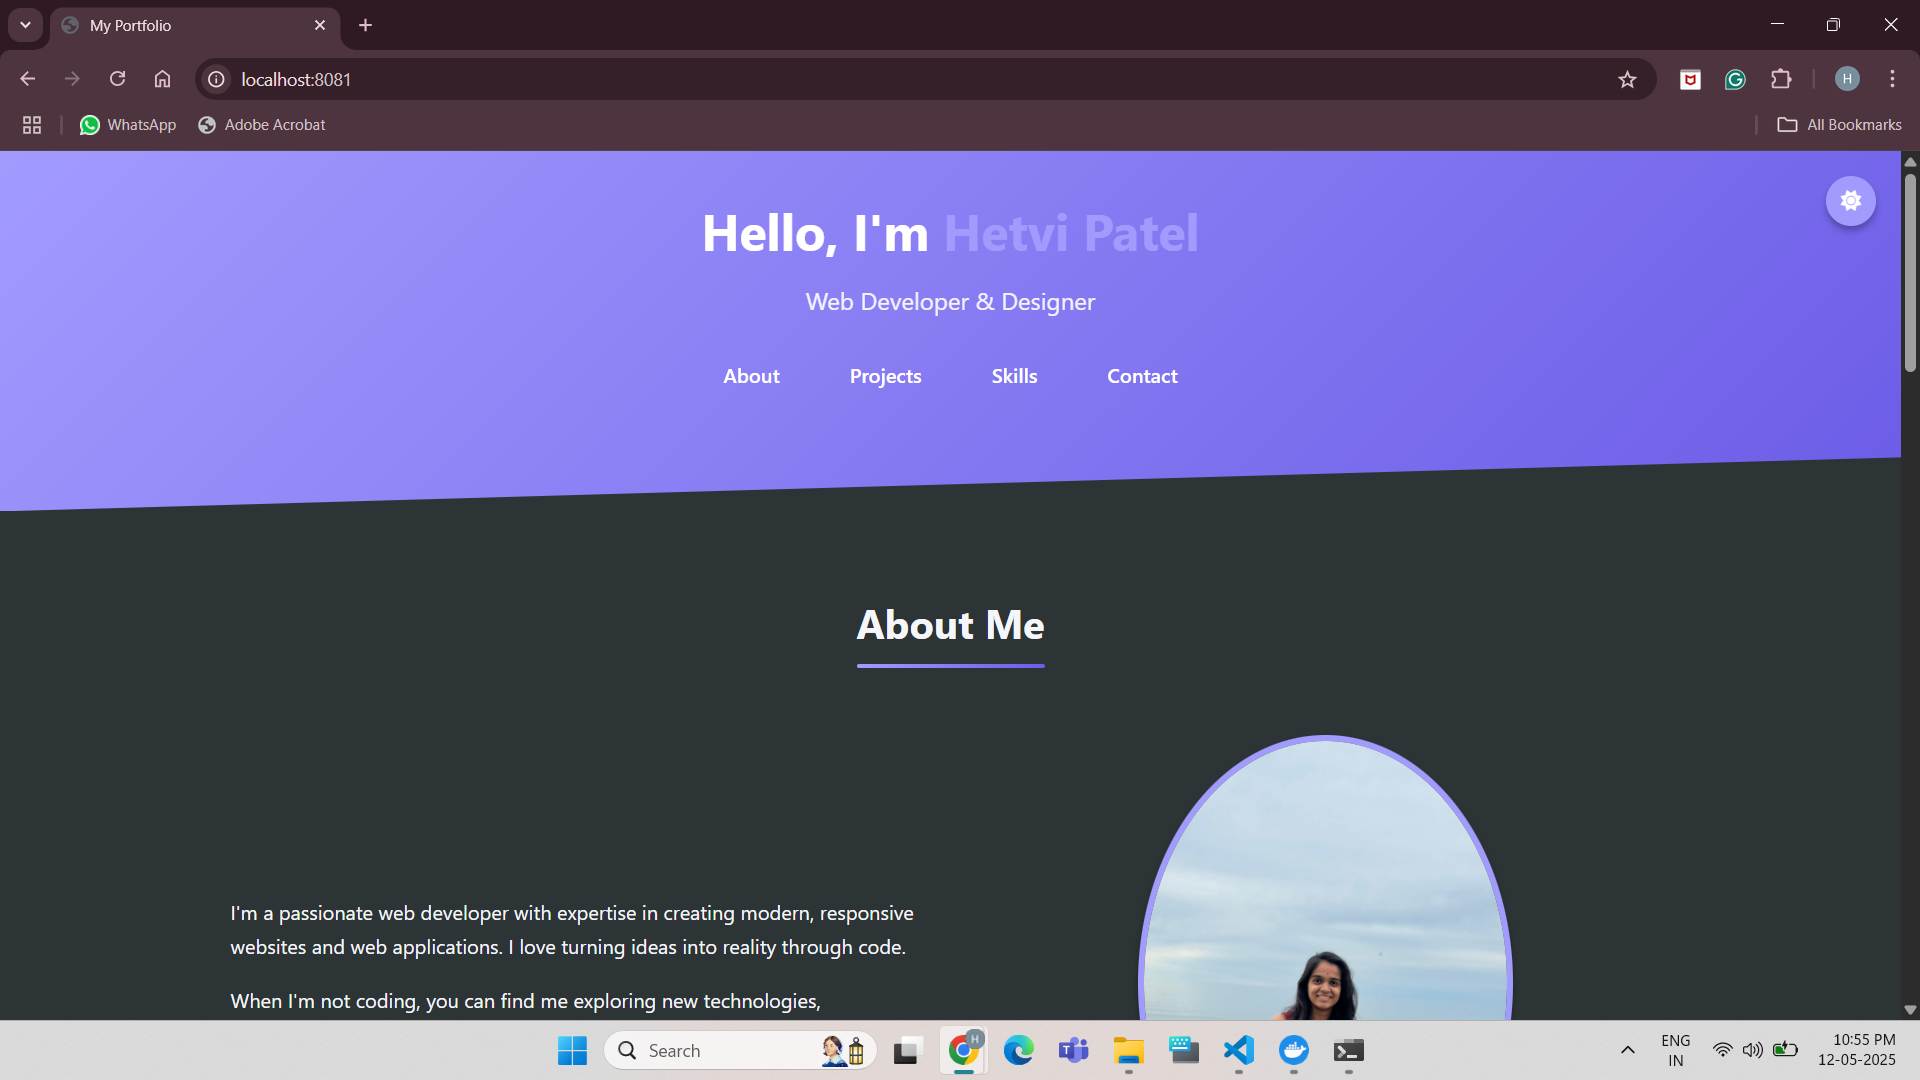 My Portfolio
localhost:8081
H
WhatsApp
Adobe Acrobat
All Bookmarks
Hello, I'm Hetvi Patel
Web Developer & Designer
About
Projects
Skills
Contact
About Me
I'm a passionate web developer with expertise in creating modern, responsive
websites and web applications. I love turning ideas into reality through code.
When I'm not coding, you can find me exploring new technologies,
Search
H
T
ENG
IN
10:55 PM
12-05-2025